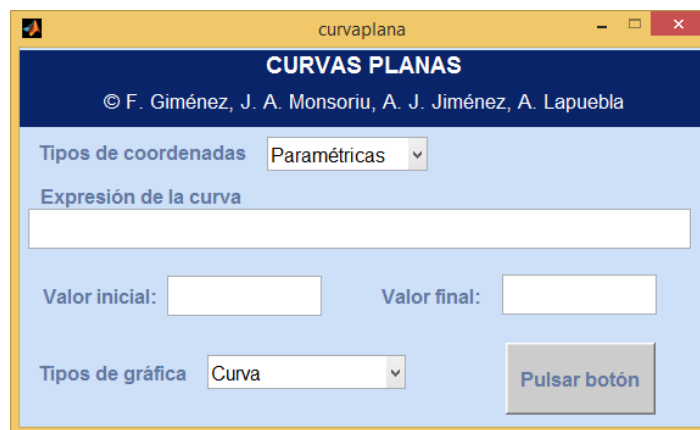 curvaplana
CURVAS PLANAS
© F. Giménez, J. A. Monsoriu, A. J. Jiménez, A. Lapuebla
Tipos de coordenadas Paramétricas
Expresión de la curva
Valor inicial: Valor final:
Tipos de gráfica Curva Pulsar botón